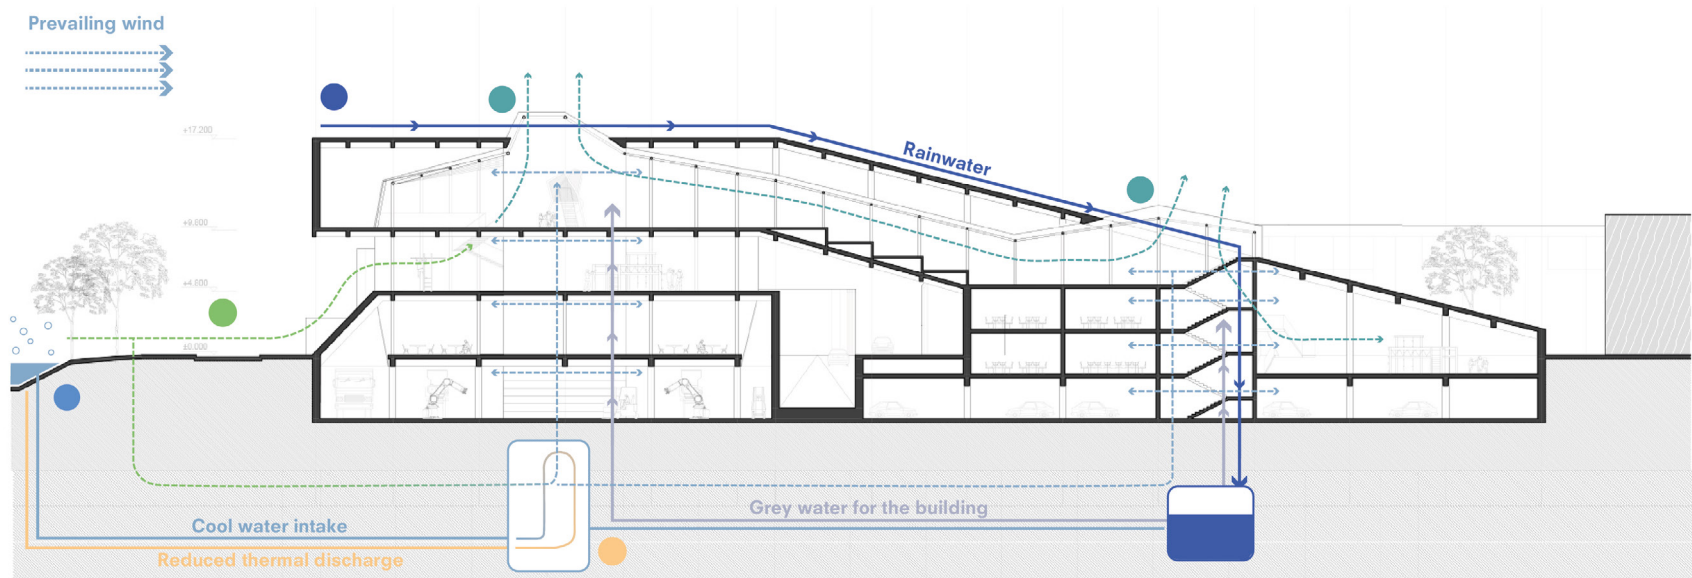 Prevailing wind
+17.200
Rainwater
+9.600
+4.800
±0.000
Grey water for the building
Cool water intake
Reduced thermal discharge